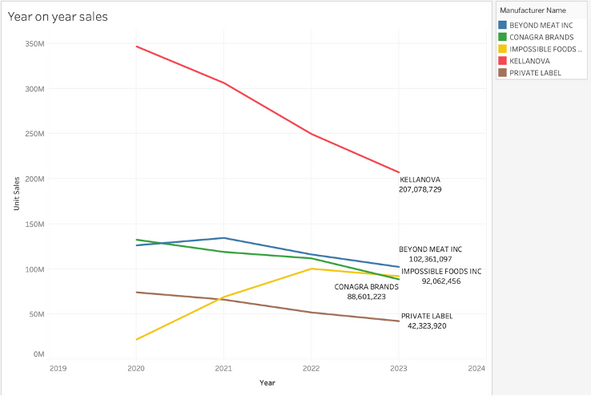 Year on year sales
Manufacturer Name
BEYOND MEAT INC
CONAGRA BRANDS
IMPOSSIBLE FOODS ..
KELLANOVA
PRIVATE LABEL
350M
300M
250M
200M
150M
100M
50M
0M
Unit Sales
KELLANOVA
207,078,729
BEYOND MEAT INC
102,361,097
IMPOSSIBLE FOODS INC
92,062,456
CONAGRA BRANDS
88,601,223
PRIVATE LABEL
42,323,920
2019 2020 2021 2022 2023 2024
Year